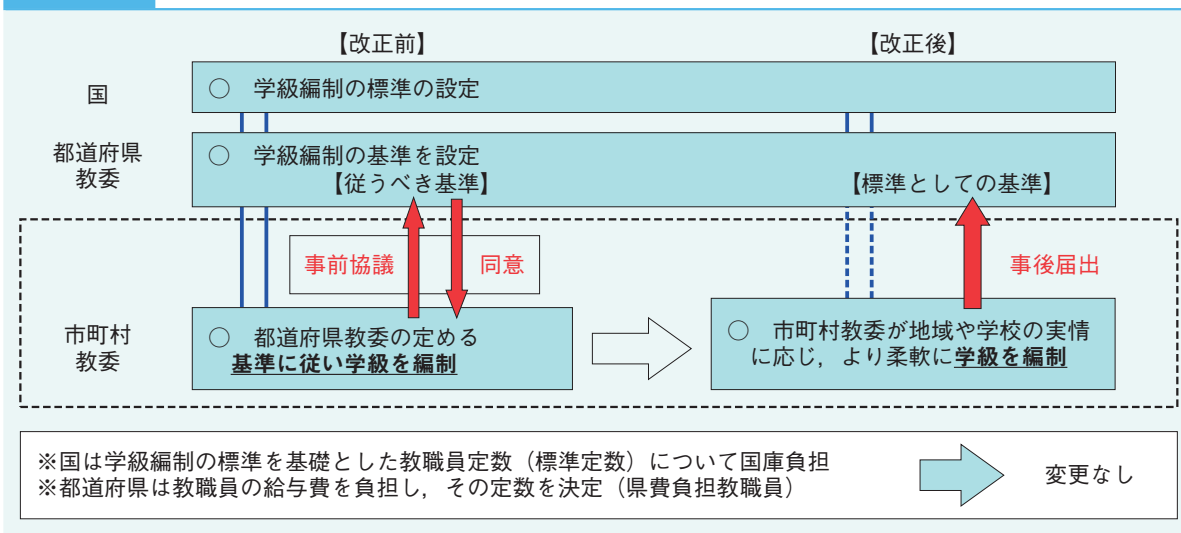 【改正前】
【改正後】
国
○ 学級編制の標準の設定
都道府県
教委
○ 学級編制の基準を設定
【従うべき基準】
【標準としての基準】
事前協議
同意
事後届出
市町村
教委
○ 都道府県教委の定める
基準に従い学級を編制
○ 市町村教委が地域や学校の実情
に応じ，より柔軟に学級を編制
※国は学級編制の標準を基礎とした教職員定数（標準定数）について国庫負担
※都道府県は教職員の給与費を負担し，その定数を決定（県費負担教職員）
変更なし